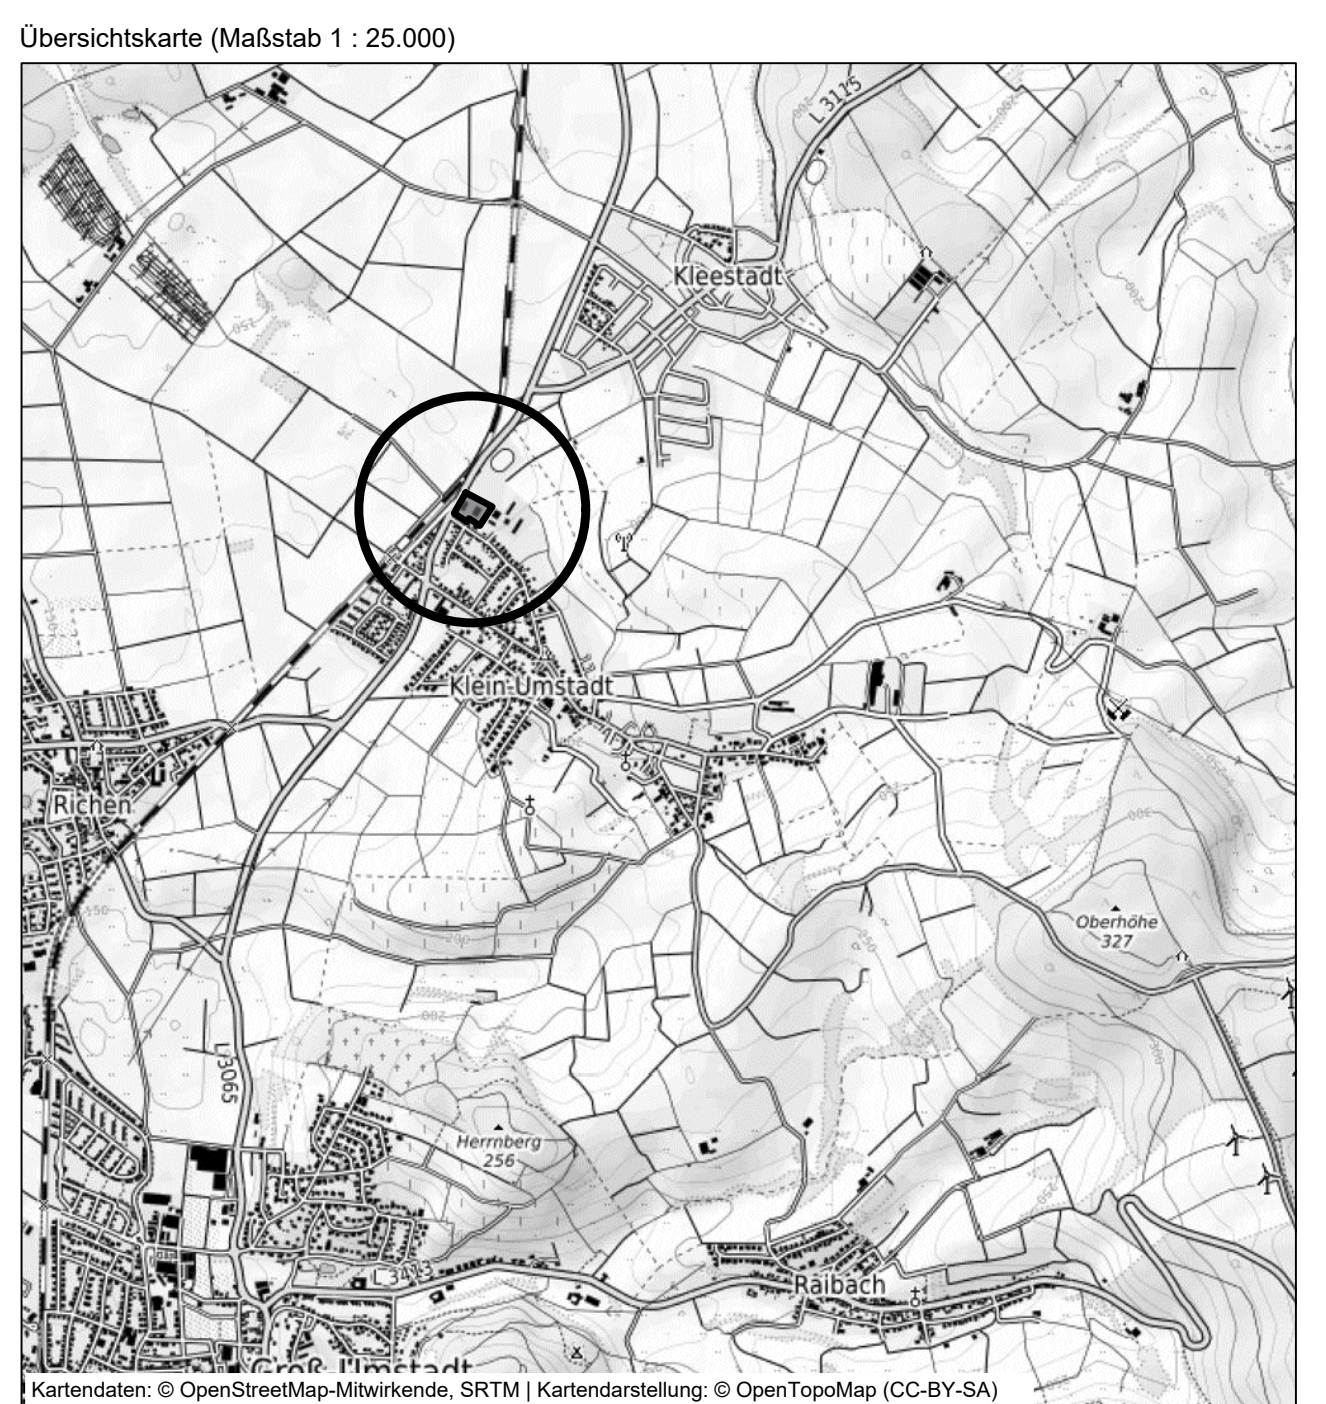 Übersichtskarte (Maßstab 1 : 25.000)
L 3115
Kleestadt
Klein-Umstadt
Richen
Oberhöhe
327
L 3065
Herrnberg
256
L 3413
Raibach
Groß-Umstadt
Kartendaten: © OpenStreetMap-Mitwirkende, SRTM | Kartendarstellung: © OpenTopoMap (CC-BY-SA)